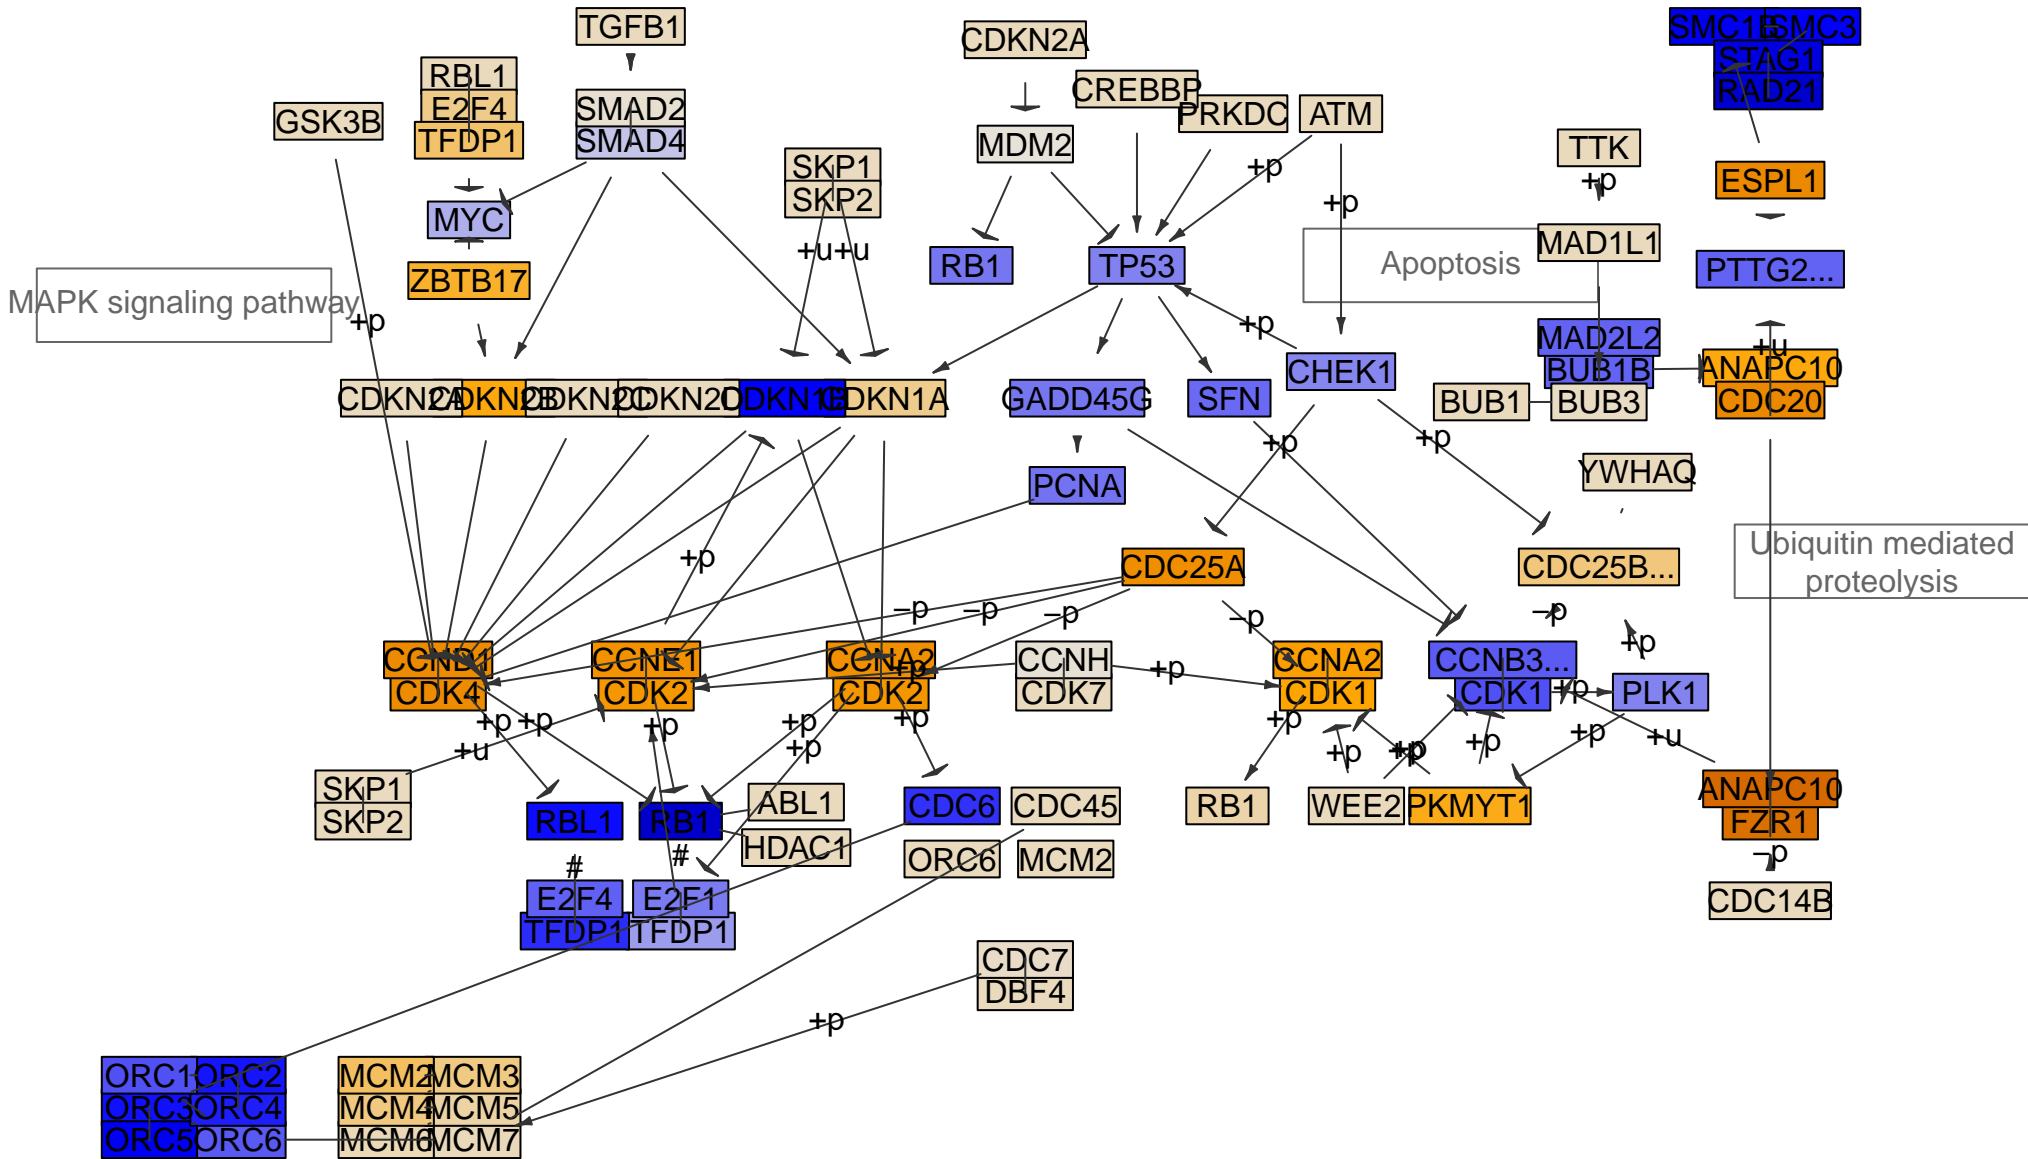 TGFB1
CDKN2A
SMC1B
SMC3
STAG1
RAD21
RBL1
E2F4
TFDP1
GSK3B
SMAD2
SMAD4
CREBBP
PRKDC
ATM
MDM2
TTK
+p
SKP1
SKP2
+p
+p
ESPL1
MYC
+u
+u
RB1
TP53
Apoptosis
MAD1L1
PTTG2...
ZBTB17
MAPK signaling pathway
+p
+p
MAD2L2
BUB1B
BUB3
BUB1
+u
ANAPC10
CDC20
CHEK1
CDKN2A
CDKN2B
CDKN2C
CDKN2D
CDKN1B
CDKN1A
GADD45G
SFN
+p
+p
YWHAQ
PCNA
+p
CDC25A
CDC25B...
Ubiquitin mediated
proteolysis
−p
−p
−p
−p
−p
+p
CCND1
CDK4
CCNE1
CDK2
CCNA2
CDK2
+p
CCNH
CDK7
+p
CCNA2
CDK1
CCNB3...
CDK1
+p
PLK1
+p
+p
+p
+p
+p
+p
+p
+u
+p
+p
+p
+p
+p
+p
+u
SKP1
SKP2
RBL1
RB1
ABL1
HDAC1
CDC6
CDC45
ORC6
MCM2
RB1
WEE2
PKMYT1
ANAPC10
FZR1
−p
#
#
E2F4
TFDP1
E2F1
TFDP1
CDC14B
CDC7
DBF4
+p
ORC1
ORC2
MCM2
MCM3
ORC3
ORC4
MCM4
MCM5
ORC5
ORC6
MCM6
MCM7